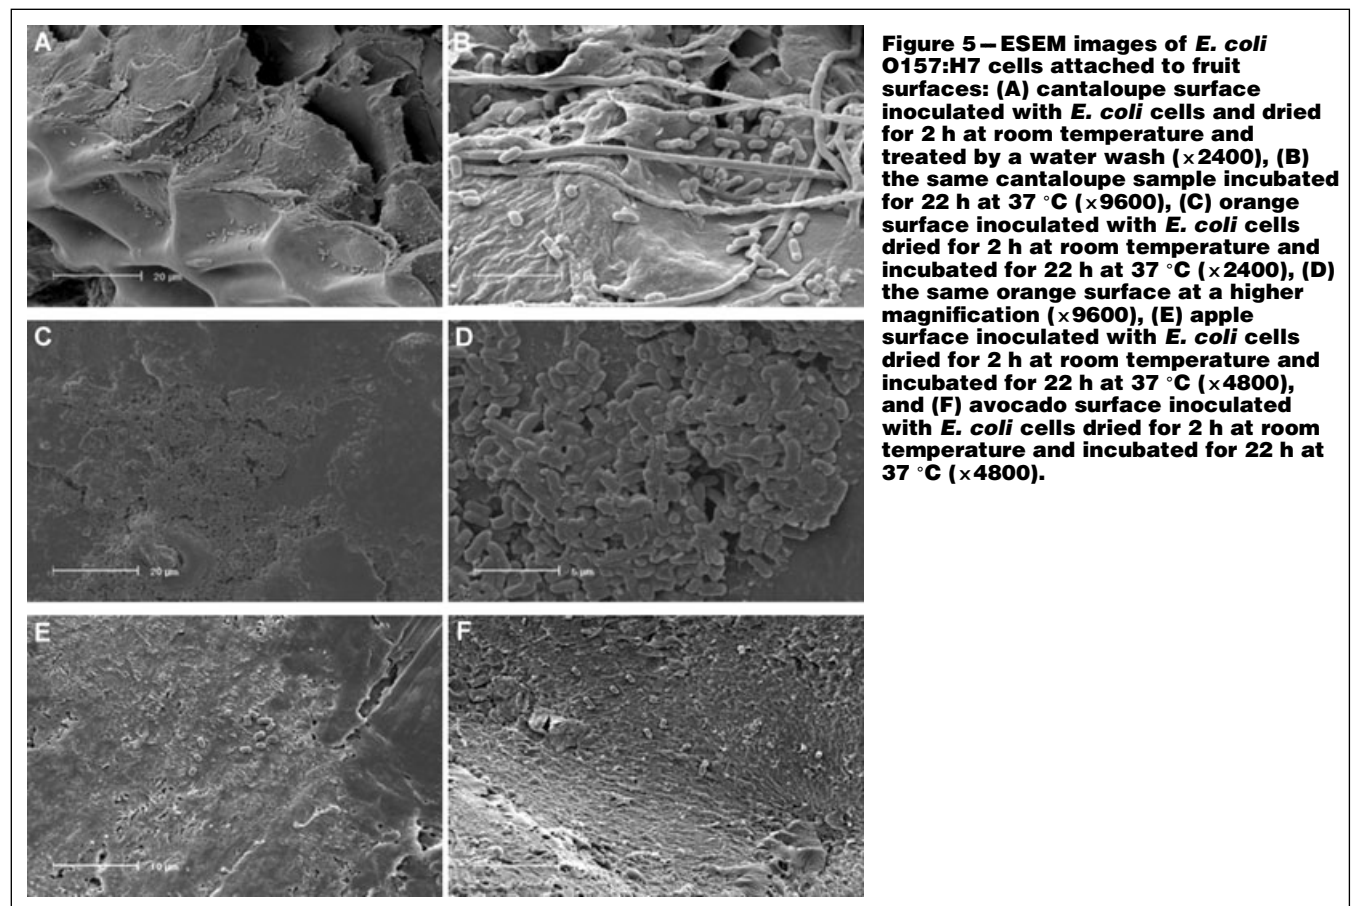 A
B
20 µm
C
D
20 µm
5 µm
E
F
10 µm
Figure 5—ESEM images of E. coli
O157:H7 cells attached to fruit
surfaces: (A) cantaloupe surface
inoculated with E. coli cells and dried
for 2 h at room temperature and
treated by a water wash (×2400), (B)
the same cantaloupe sample incubated
for 22 h at 37 °C (×9600), (C) orange
surface inoculated with E. coli cells
dried for 2 h at room temperature and
incubated for 22 h at 37 °C (×2400), (D)
the same orange surface at a higher
magnification (×9600), (E) apple
surface inoculated with E. coli cells
dried for 2 h at room temperature and
incubated for 22 h at 37 °C (×4800),
and (F) avocado surface inoculated
with E. coli cells dried for 2 h at room
temperature and incubated for 22 h at
37 °C (×4800).